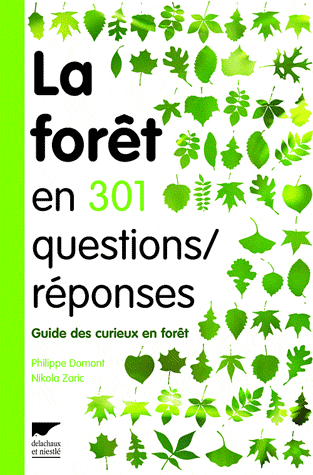 La
forêt
en 301
questions/
réponses
Guide des curieux en forêt
Philippe Domont
Nikola Zaric
delachaux
et niestlé